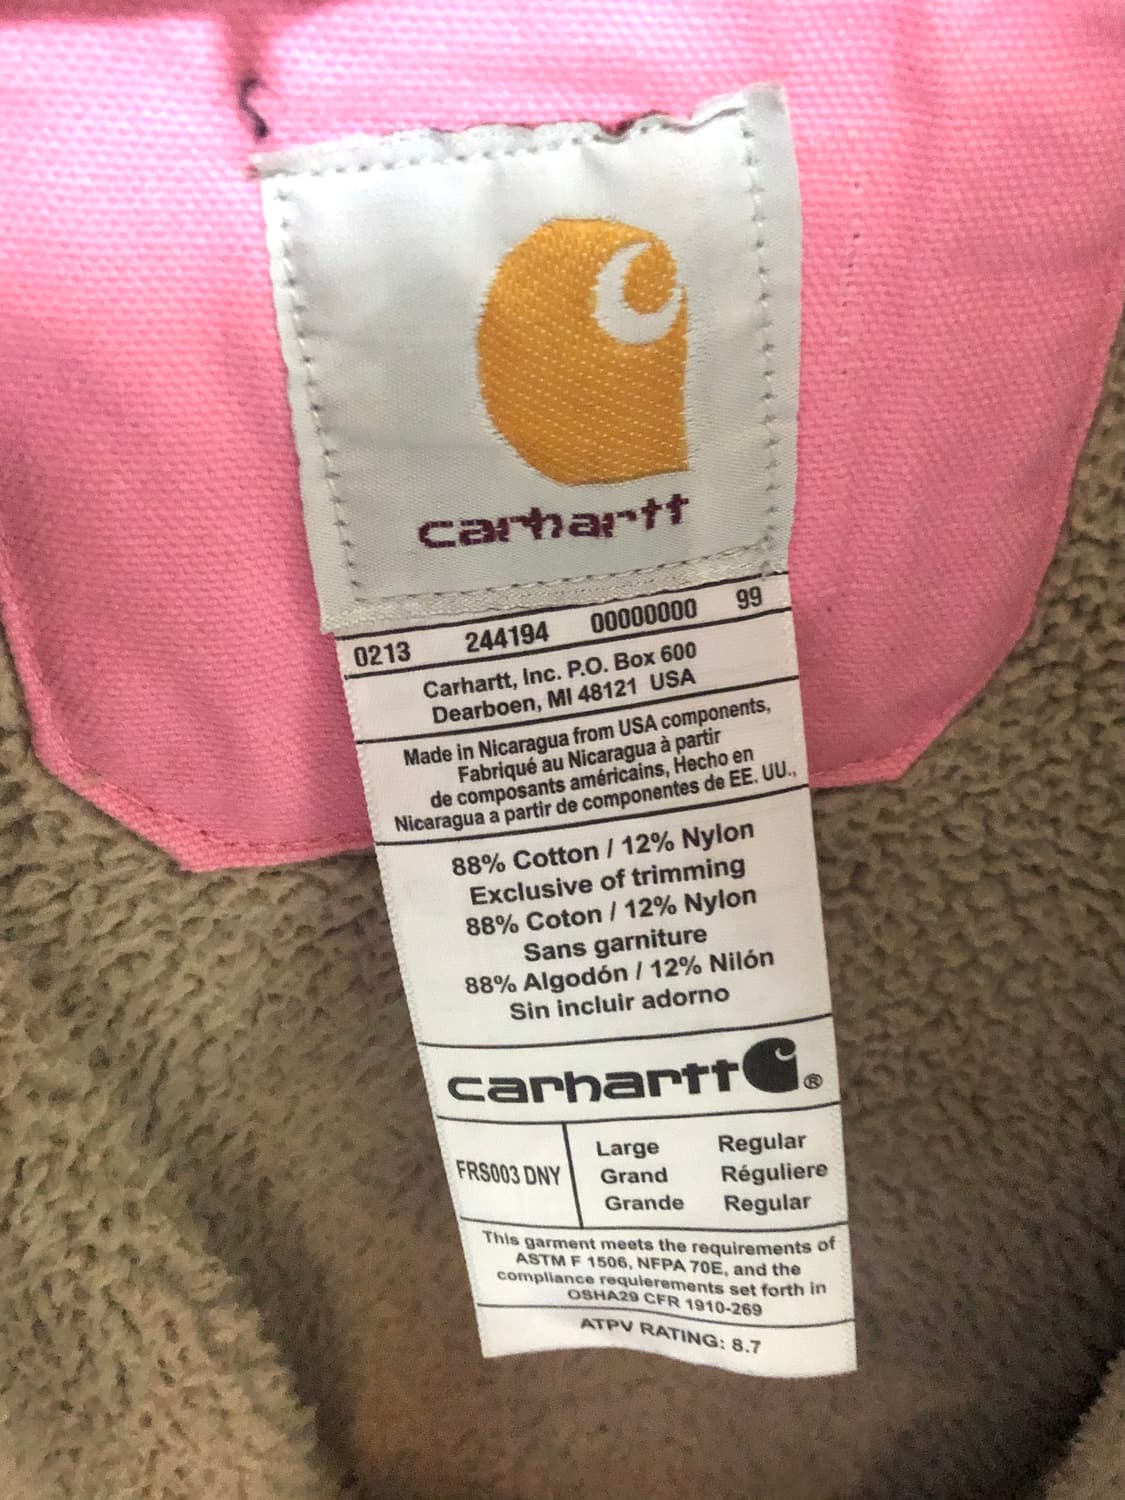 carhartt
0213 244194 00000000 99
Carhartt, Inc. P.O. Box 600
Dearboen, MI 48121 USA
Made in Nicaragua from USA components,
Fabriqué au Nicaragua à partir
de composants américains, Hecho en
Nicaragua a partir de componentes de EE. UU.,
88% Cotton / 12% Nylon
Exclusive of trimming
88% Coton / 12% Nylon
Sans garniture
88% Algodón / 12% Nilón
Sin incluir adorno
carhartt ®
FRS003 DNY
Large Regular
Grand Réguliere
Grande Regular
This garment meets the requirements of
ASTM F 1506, NFPA 70E, and the
compliance requierements set forth in
OSHA29 CFR 1910-269
ATPV RATING: 8.7